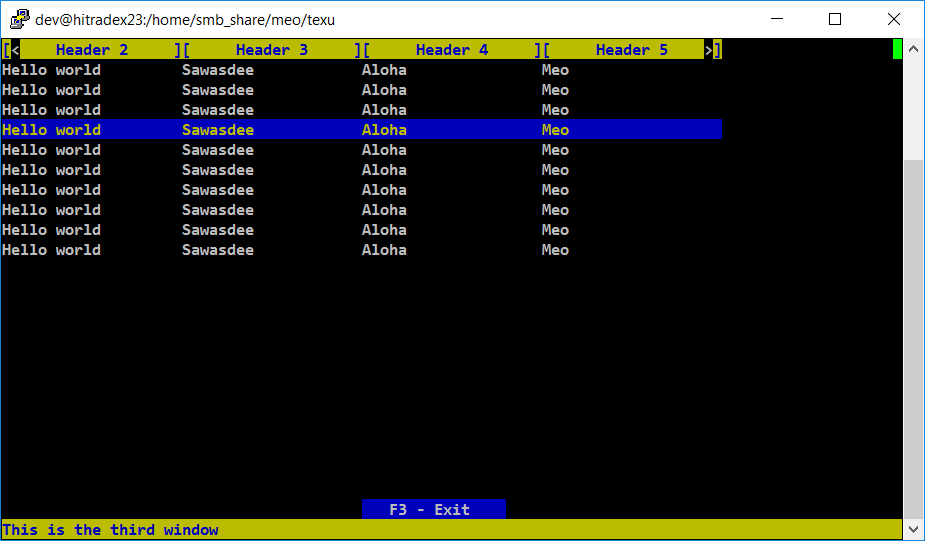 dev@hitradex23:/home/smb_share/meo/texu
[<    Header 2     ][     Header 3     ][     Header 4     ][     Header 5    >]
Hello world         Sawasdee            Aloha               Meo
Hello world         Sawasdee            Aloha               Meo
Hello world         Sawasdee            Aloha               Meo
Hello world         Sawasdee            Aloha               Meo
Hello world         Sawasdee            Aloha               Meo
Hello world         Sawasdee            Aloha               Meo
Hello world         Sawasdee            Aloha               Meo
Hello world         Sawasdee            Aloha               Meo
Hello world         Sawasdee            Aloha               Meo
Hello world         Sawasdee            Aloha               Meo
F3 - Exit
This is the third window